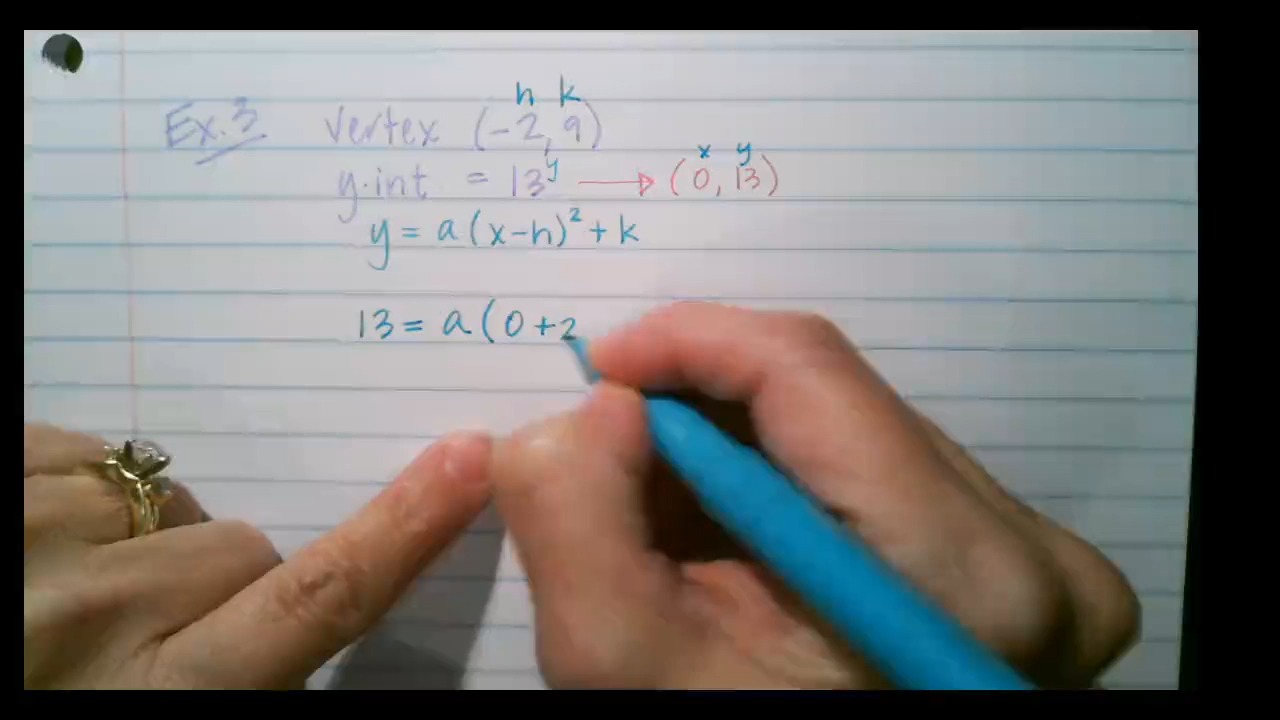 h k
Ex. 3 vertex (-2, 9)
x y
y.int = 13 y → (0, 13)
y = a(x-h)² + k
13 = a(0+2